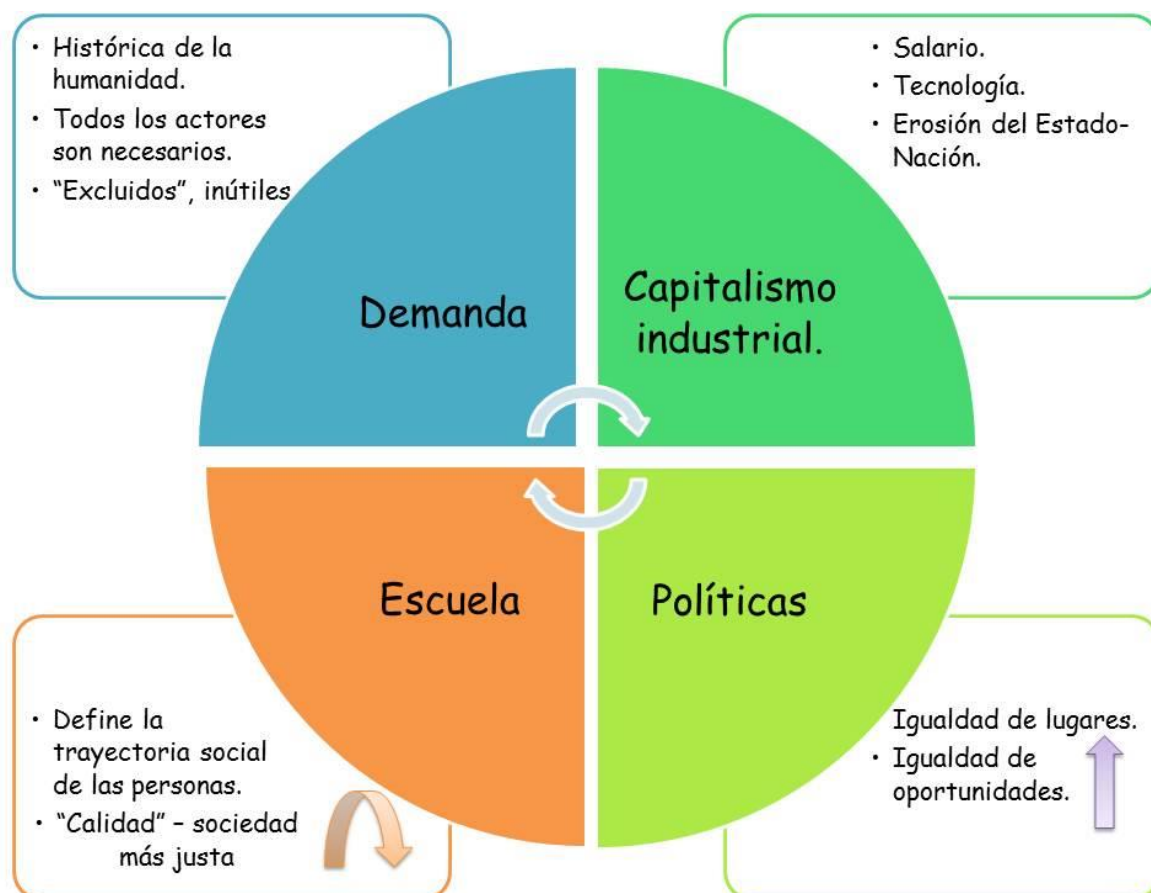 • Histórica de la
humanidad.
• Todos los actores
son necesarios.
• “Excluidos”, inútiles
• Salario.
• Tecnología.
• Erosión del Estado-
Nación.
Demanda
Capitalismo
industrial.
Escuela
Políticas
• Define la
trayectoria social
de las personas.
• “Calidad” – sociedad
más justa
Igualdad de lugares.
• Igualdad de
oportunidades.